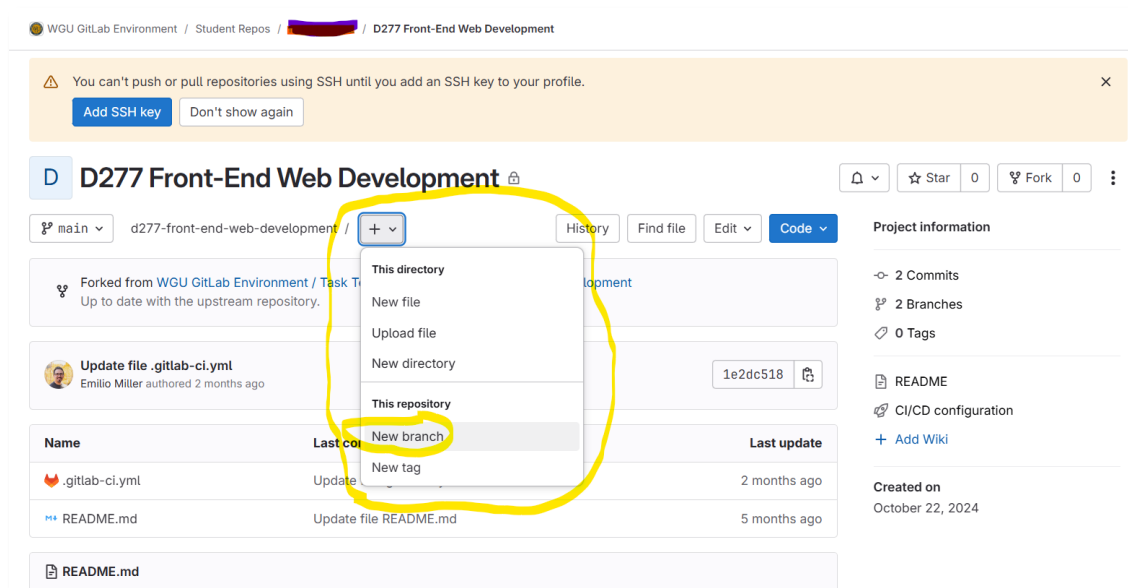 WGU GitLab Environment / Student Repos / / D277 Front-End Web Development
You can't push or pull repositories using SSH until you add an SSH key to your profile.
Add SSH key Don't show again
D D277 Front-End Web Development
Star 0 Fork 0
main d277-front-end-web-development / + History Find file Edit Code
Project information
This directory
Forked from WGU GitLab Environment / Task lopment
Up to date with the upstream repository.
New file
Upload file
New directory
2 Commits
2 Branches
0 Tags
Update file .gitlab-ci.yml
Emilio Miller authored 2 months ago
1e2dc518
This repository
New branch
New tag
README
CI/CD configuration
+ Add Wiki
Name Last update
.gitlab-ci.yml Update 2 months ago
README.md Update file README.md 5 months ago
Created on
October 22, 2024
README.md